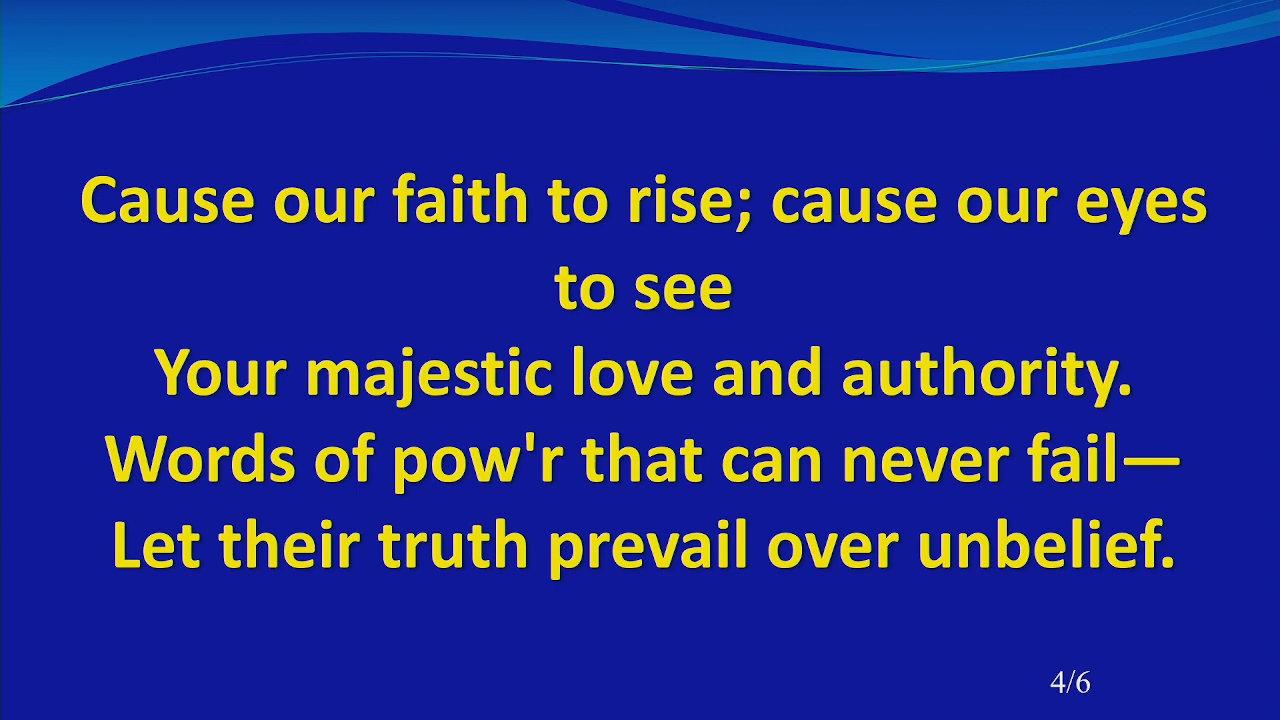 Cause our faith to rise; cause our eyes
to see
Your majestic love and authority.
Words of pow'r that can never fail—
Let their truth prevail over unbelief.
4/6